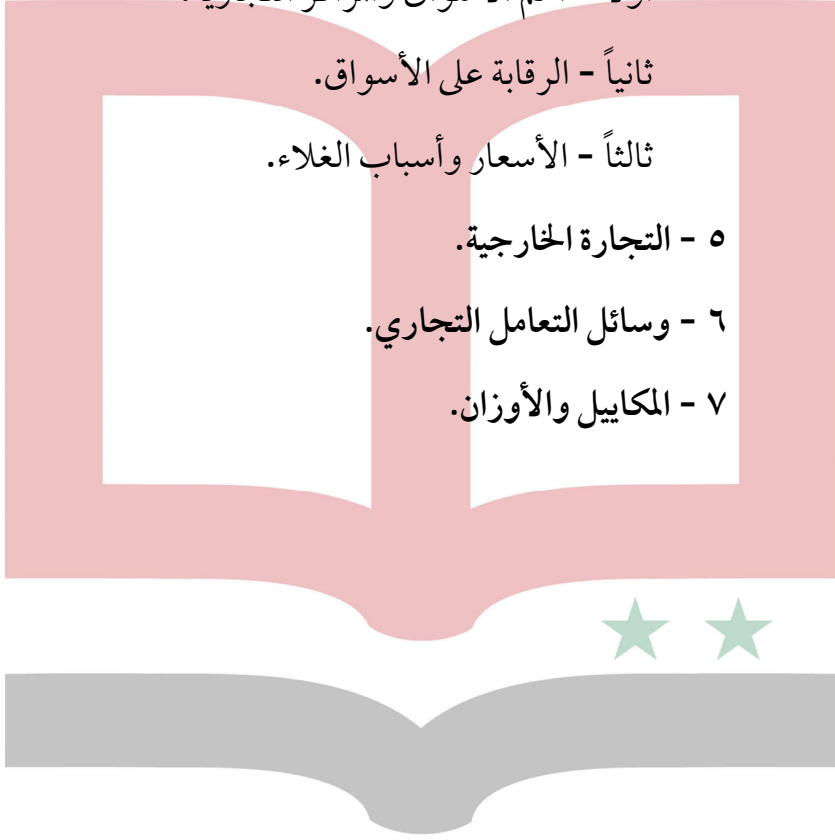 ثانياً - الرقابة على الأسواق.
ثالثاً - الأسعار وأسباب الغلاء.
٥ - التجارة الخارجية.
٦ - وسائل التعامل التجاري.
٧ - المكاييل والأوزان.